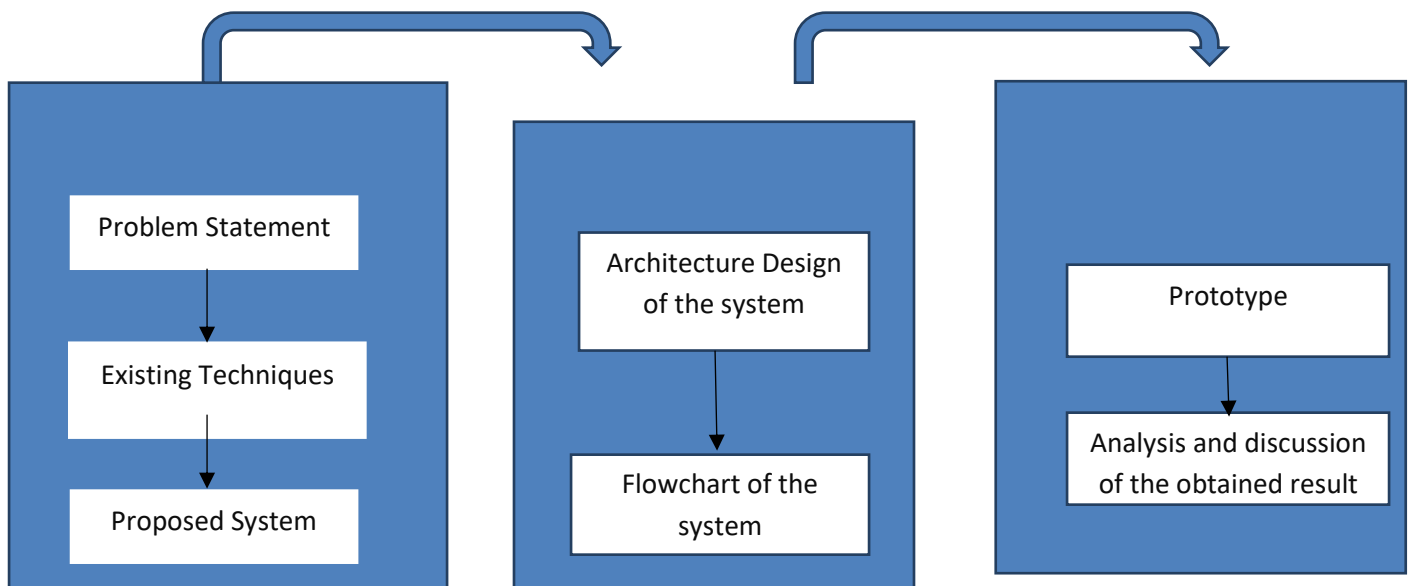 Problem Statement
Existing Techniques
Proposed System
Architecture Design
of the system
Flowchart of the
system
Prototype
Analysis and discussion
of the obtained result